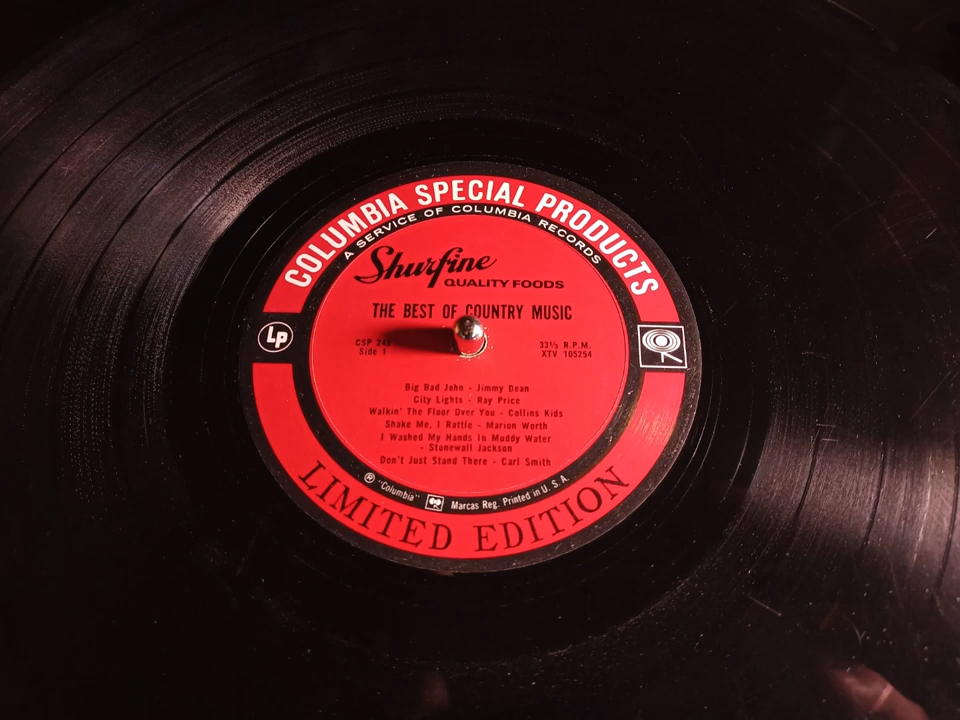 COLUMBIA SPECIAL PRODUCTS
A SERVICE OF COLUMBIA RECORDS
Shurfine
QUALITY FOODS
THE BEST OF COUNTRY MUSIC
LP
CSP 243
Side 1
33⅓ R.P.M.
XTV 105254
Big Bad John - Jimmy Dean
City Lights - Ray Price
Walkin' The Floor Over You - Collins Kids
Shake Me, I Rattle - Marion Worth
I Washed My Hands In Muddy Water
- Stonewall Jackson
Don't Just Stand There - Carl Smith
® "Columbia" Marcas Reg. Printed in U. S. A.
LIMITED EDITION